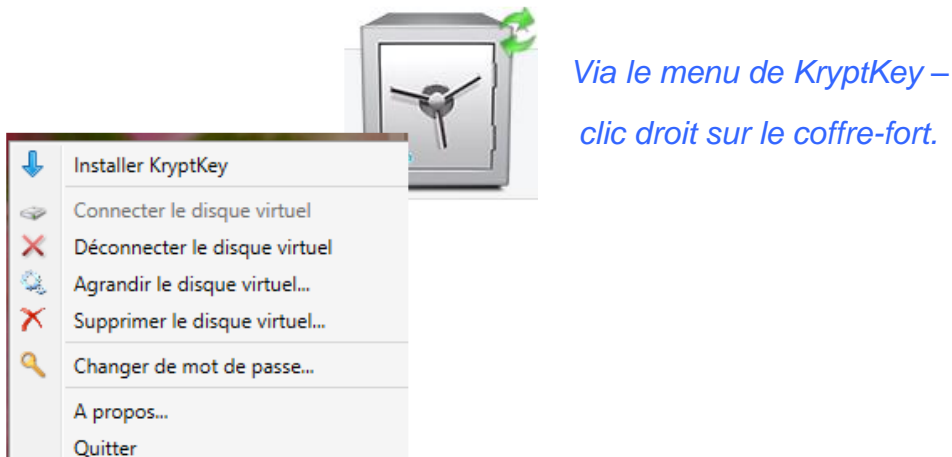 Via le menu de KryptKey –
clic droit sur le coffre-fort.
Installer KryptKey
Connecter le disque virtuel
Déconnecter le disque virtuel
Agrandir le disque virtuel...
Supprimer le disque virtuel...
Changer de mot de passe...
A propos...
Quitter